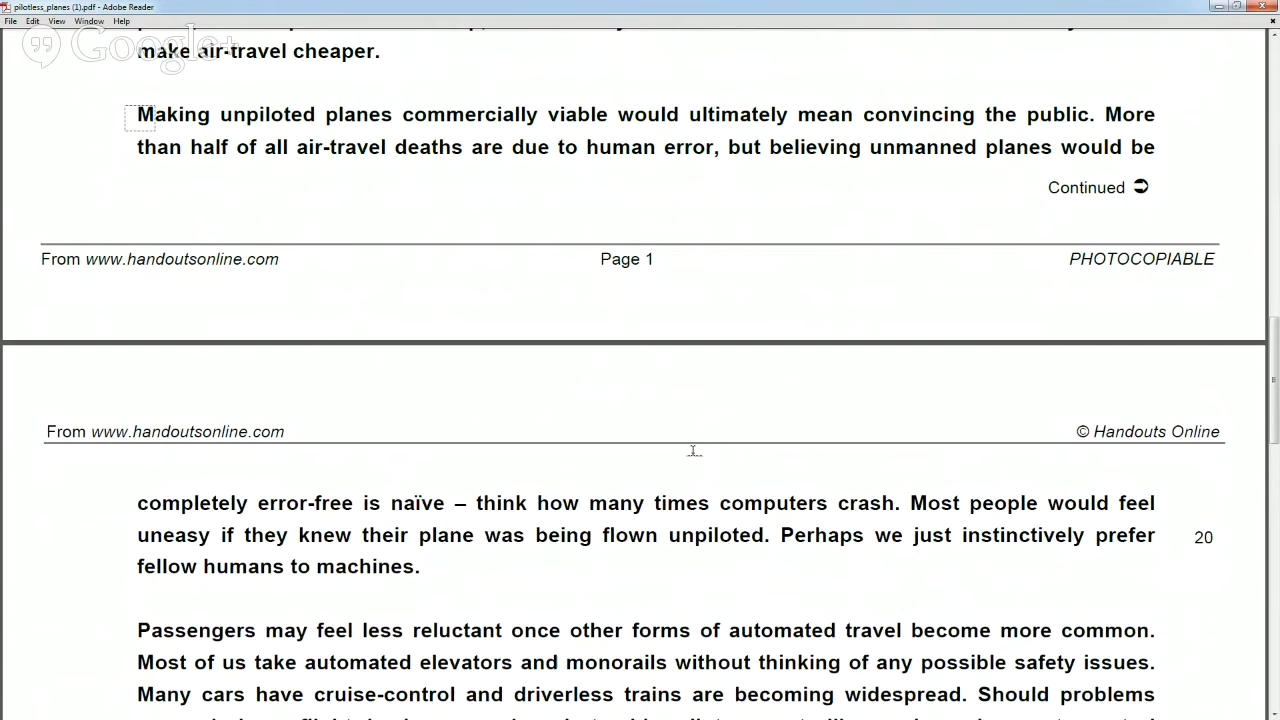 pilotless_planes (1).pdf - Adobe Reader
File Edit View Window Help
Google+
make air-travel cheaper.
Making unpiloted planes commercially viable would ultimately mean convincing the public. More
than half of all air-travel deaths are due to human error, but believing unmanned planes would be
Continued ➲
From www.handoutsonline.com Page 1 PHOTOCOPIABLE
From www.handoutsonline.com © Handouts Online
completely error-free is naïve – think how many times computers crash. Most people would feel
uneasy if they knew their plane was being flown unpiloted. Perhaps we just instinctively prefer 20
fellow humans to machines.
Passengers may feel less reluctant once other forms of automated travel become more common.
Most of us take automated elevators and monorails without thinking of any possible safety issues.
Many cars have cruise-control and driverless trains are becoming widespread. Should problems